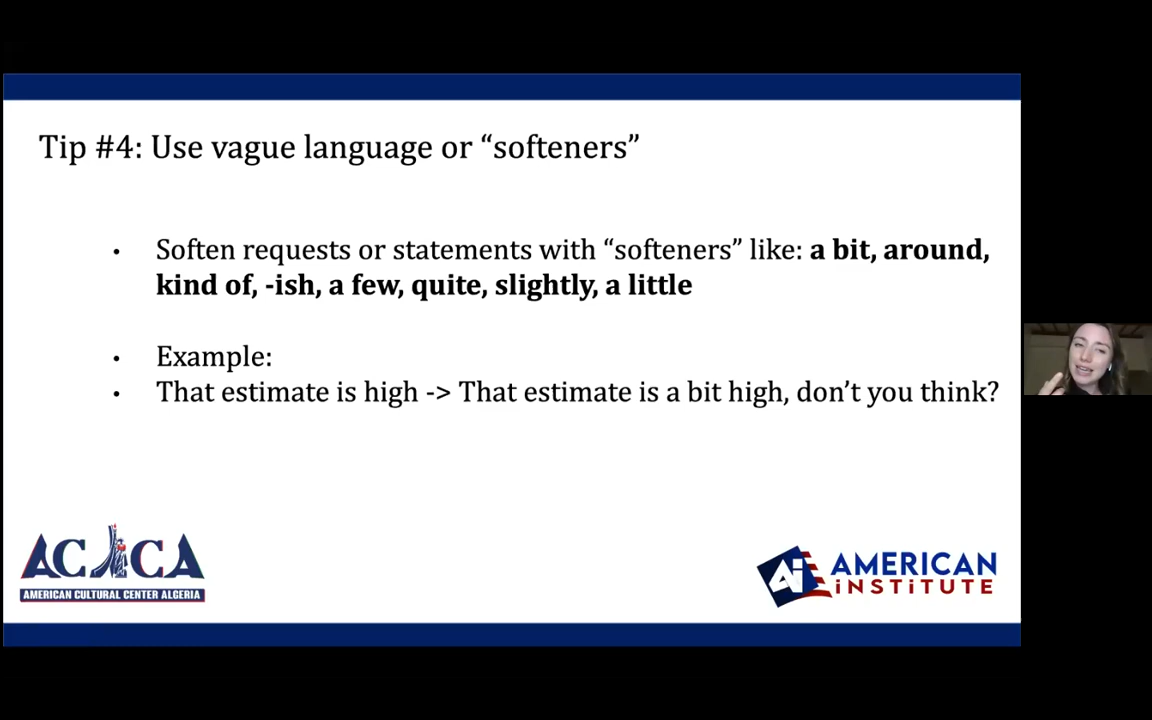 Tip #4: Use vague language or “softeners”
• Soften requests or statements with “softeners” like: a bit, around,
kind of, -ish, a few, quite, slightly, a little
• Example:
• That estimate is high -> That estimate is a bit high, don’t you think?
ACCA
AMERICAN CULTURAL CENTER ALGERIA
Ai AMERICAN
iNSTiTUTE